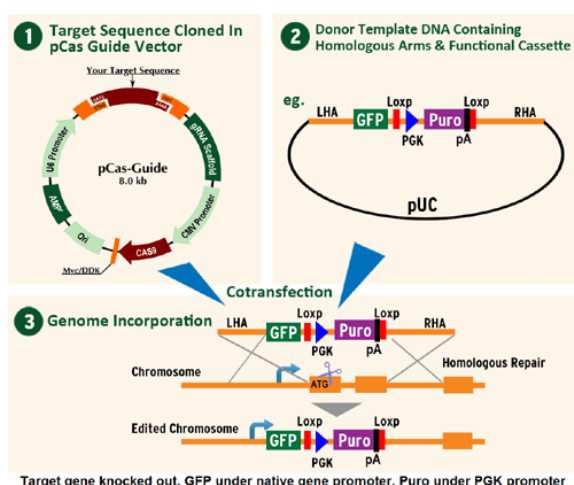 1 Target Sequence Cloned In
pCas Guide Vector
Your Target Sequence
U6 Promoter
gRNA Scaffold
pCas-Guide
8.0 kb
AMPr
CMV Promoter
Ori
CAS9
Myc/DDK
2 Donor Template DNA Containing
Homologous Arms & Functional Cassette
eg.
LHA Loxp Loxp RHA
GFP Puro
PGK pA
pUC
Cotransfection
3 Genome Incorporation
LHA Loxp Loxp RHA
GFP Puro
PGK pA
Homologous Repair
Chromosome
ATG
Edited Chromosome
Loxp Loxp
GFP Puro
PGK pA
Target gene knocked out, GFP under native gene promoter, Puro under PGK promoter